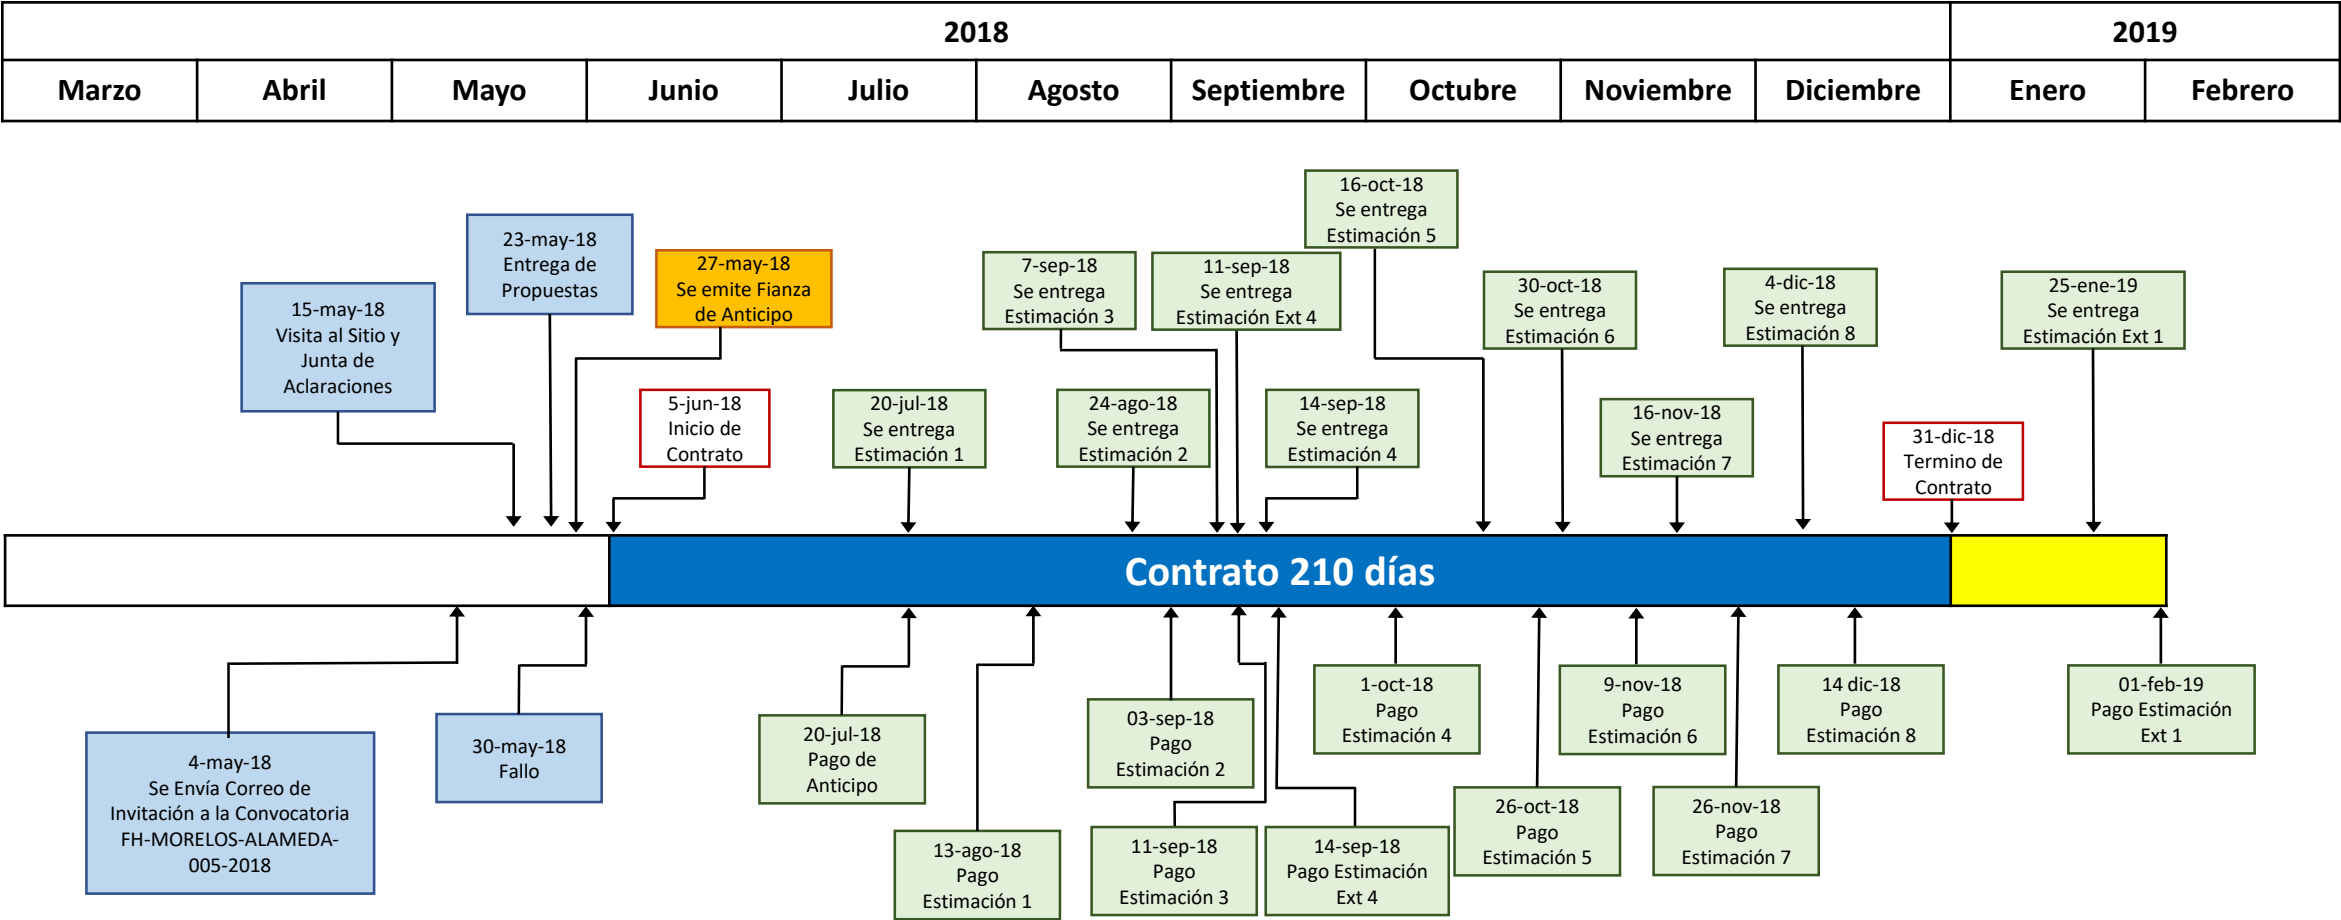 2018
2019
Marzo
Abril
Mayo
Junio
Julio
Agosto
Septiembre
Octubre
Noviembre
Diciembre
Enero
Febrero
16-oct-18
Se entrega
Estimación 5
23-may-18
Entrega de
Propuestas
27-may-18
Se emite Fianza
de Anticipo
7-sep-18
Se entrega
Estimación 3
11-sep-18
Se entrega
Estimación Ext 4
30-oct-18
Se entrega
Estimación 6
4-dic-18
Se entrega
Estimación 8
25-ene-19
Se entrega
Estimación Ext 1
15-may-18
Visita al Sitio y
Junta de
Aclaraciones
5-jun-18
Inicio de
Contrato
20-jul-18
Se entrega
Estimación 1
24-ago-18
Se entrega
Estimación 2
14-sep-18
Se entrega
Estimación 4
16-nov-18
Se entrega
Estimación 7
31-dic-18
Termino de
Contrato
Contrato 210 días
4-may-18
Se Envía Correo de
Invitación a la Convocatoria
FH-MORELOS-ALAMEDA-
005-2018
30-may-18
Fallo
20-jul-18
Pago de
Anticipo
13-ago-18
Pago
Estimación 1
03-sep-18
Pago
Estimación 2
11-sep-18
Pago
Estimación 3
14-sep-18
Pago Estimación
Ext 4
1-oct-18
Pago
Estimación 4
26-oct-18
Pago
Estimación 5
9-nov-18
Pago
Estimación 6
26-nov-18
Pago
Estimación 7
14 dic-18
Pago
Estimación 8
01-feb-19
Pago Estimación
Ext 1